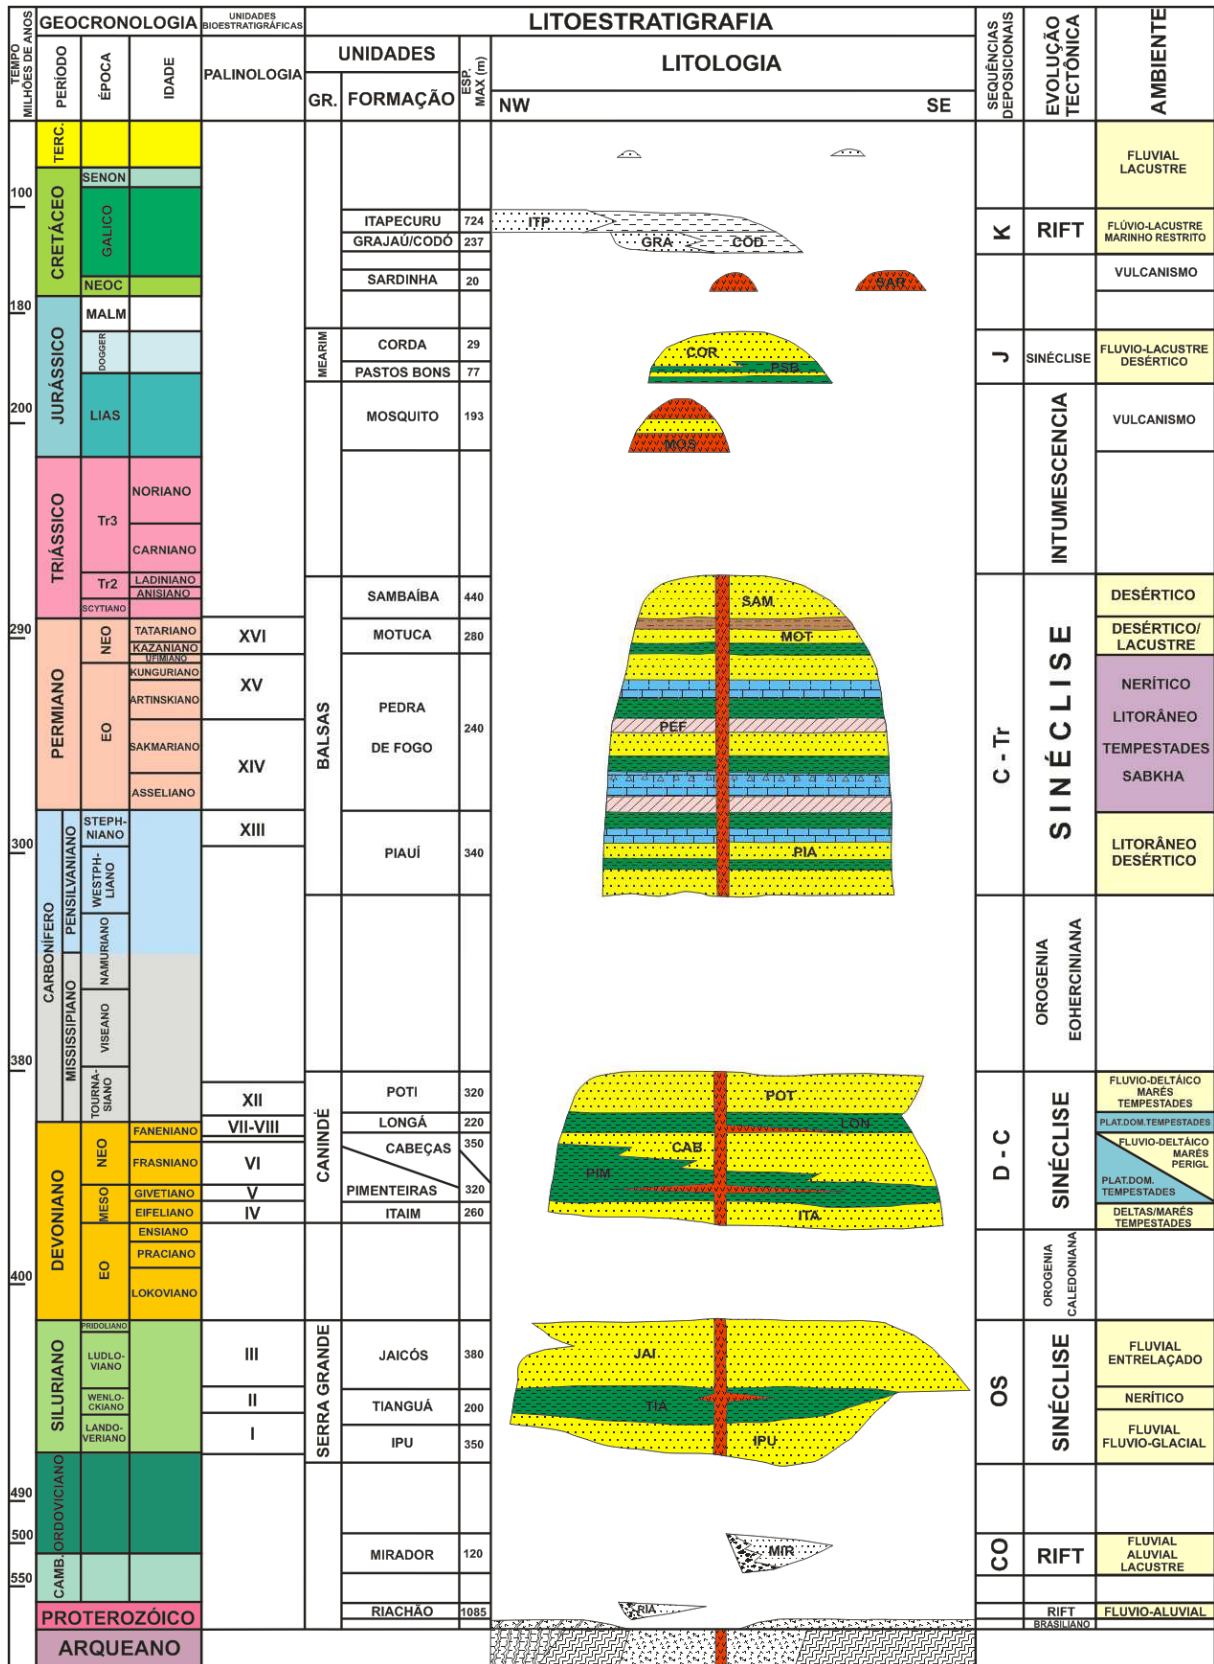 TEMPO
MILHÕES DE ANOS
GEOCRONOLOGIA
PERÍODO
ÉPOCA
IDADE
UNIDADES
BIOESTRATIGRÁFICAS
PALINOLOGIA
LITOESTRATIGRAFIA
UNIDADES
GR.
FORMAÇÃO
ESP.
MAX (m)
LITOLOGIA
NW
SE
SEQUÊNCIAS
DEPOSICIONAIS
EVOLUÇÃO
TECTÔNICA
AMBIENTE
100
180
200
290
300
380
400
490
500
550
TERC.
CRETÁCEO
JURÁSSICO
TRIÁSSICO
PERMIANO
CARBONÍFERO
PENSILVANIANO
MISSISSIPIANO
DEVONIANO
SILURIANO
ORDOVICIANO
CAMB.
PROTEROZÓICO
ARQUEANO
SENON
GALICO
NEOC
MALM
DOGGER
LIAS
Tr3
Tr2
SCYTIANO
NEO
EO
STEPH-
NIANO
WESTPH-
LIANO
NAMURIANO
VISEANO
TOURNA-
SIANO
NEO
MESO
EO
PRIDOLIANO
LUDLO-
VIANO
WENLO-
CKIANO
LANDO-
VERIANO
NORIANO
CARNIANO
LADINIANO
ANISIANO
TATARIANO
KAZANIANO
UFIMIANO
KUNGURIANO
ARTINSKIANO
SAKMARIANO
ASSELIANO
FANENIANO
FRASNIANO
GIVETIANO
EIFELIANO
ENSIANO
PRACIANO
LOKOVIANO
XVI
XV
XIV
XIII
XII
VII-VIII
VI
V
IV
III
II
I
MEARIM
BALSAS
CANINDÉ
SERRA GRANDE
ITAPECURU 724
GRAJAÚ/CODÓ 237
SARDINHA 20
CORDA 29
PASTOS BONS 77
MOSQUITO 193
SAMBAÍBA 440
MOTUCA 280
PEDRA
DE FOGO
240
PIAUÍ 340
POTI 320
LONGÁ 220
CABEÇAS 350
PIMENTEIRAS 320
ITAIM 260
JAICÓS 380
TIANGUÁ 200
IPU 350
MIRADOR 120
RIACHÃO 1085
ITP
GRA
COD
SAR
COR
PSB
MOS
SAM
MOT
PEF
PIA
POT
LON
CAB
PIM
ITA
JAI
TIA
IPU
MIR
RIA
K
J
C - Tr
D - C
OS
CO
RIFT
SINÉCLISE
INTUMESCENCIA
SINÉCLISE
OROGENIA
EOHERCINIANA
SINÉCLISE
OROGENIA
CALEDONIANA
SINÉCLISE
RIFT
RIFT
BRASILIANO
FLUVIAL
LACUSTRE
FLÚVIO-LACUSTRE
MARINHO RESTRITO
VULCANISMO
FLUVIO-LACUSTRE
DESÉRTICO
VULCANISMO
DESÉRTICO
DESÉRTICO/
LACUSTRE
NERÍTICO
LITORÂNEO
TEMPESTADES
SABKHA
LITORÂNEO
DESÉRTICO
FLUVIO-DELTÁICO
MARÉS
TEMPESTADES
PLAT.DOM.TEMPESTADES
FLUVIO-DELTÁICO
MARÉS
PERIGL
PLAT.DOM.
TEMPESTADES
DELTAS/MARÉS
TEMPESTADES
FLUVIAL
ENTRELAÇADO
NERÍTICO
FLUVIAL
FLUVIO-GLACIAL
FLUVIAL
ALUVIAL
LACUSTRE
FLUVIO-ALUVIAL